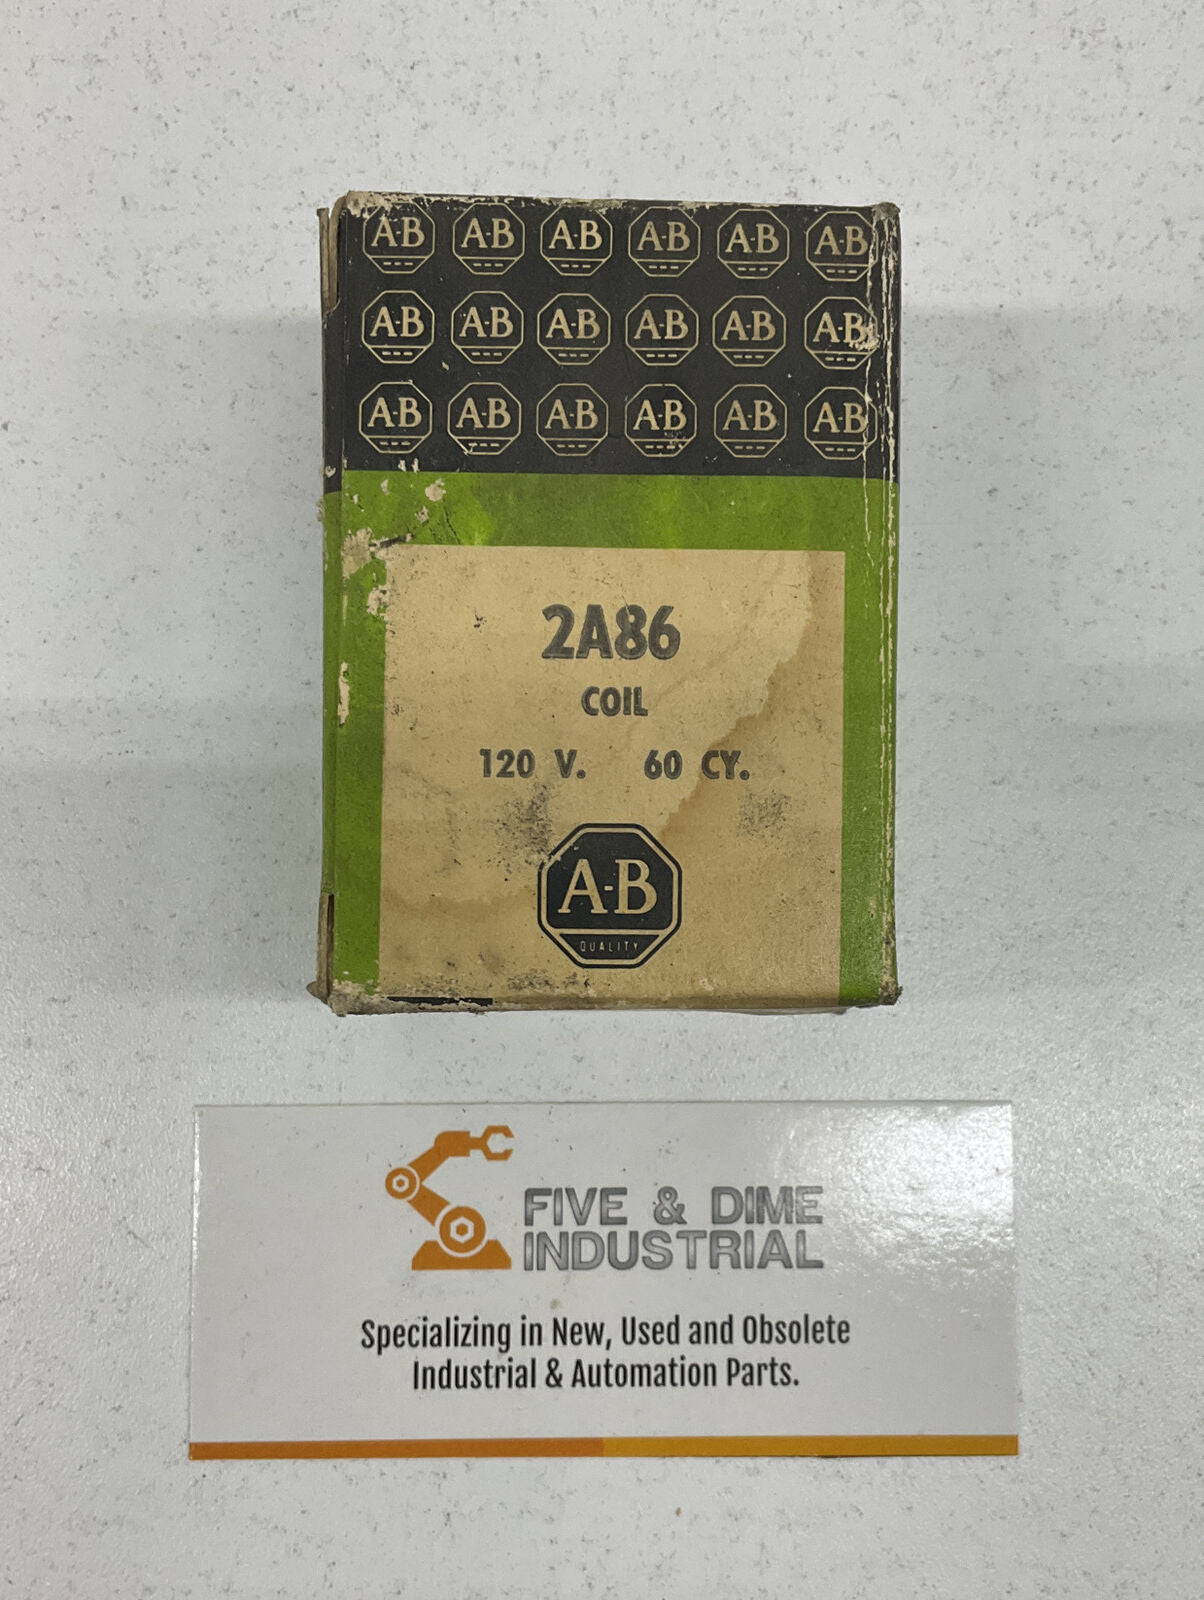 A-B A-B A-B A-B A-B A-B
A-B A-B A-B A-B A-B A-B
A-B A-B A-B A-B A-B A-B
2A86
COIL
120 V. 60 CY.
A-B
QUALITY
FIVE & DIME
INDUSTRIAL
Specializing in New, Used and Obsolete
Industrial & Automation Parts.